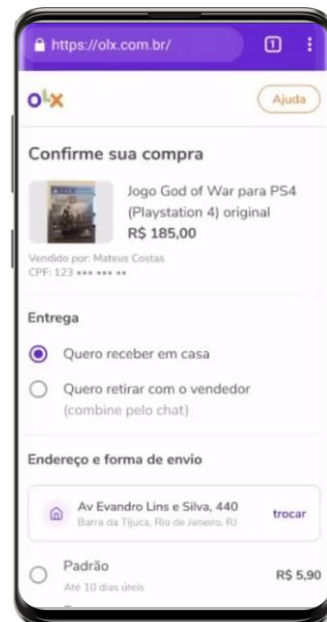 https://olx.com.br/
1
olx
Ajuda
Confirme sua compra
Jogo God of War para PS4
(Playstation 4) original
R$ 185,00
Vendido por: Mateus Costas
CPF: 123 ••• ••• ••
Entrega
Quero receber em casa
Quero retirar com o vendedor
(combine pelo chat)
Endereço e forma de envio
Av Evandro Lins e Silva, 440
Barra da Tijuca, Rio de Janeiro, RJ
trocar
Padrão
R$ 5,90
Até 10 dias úteis